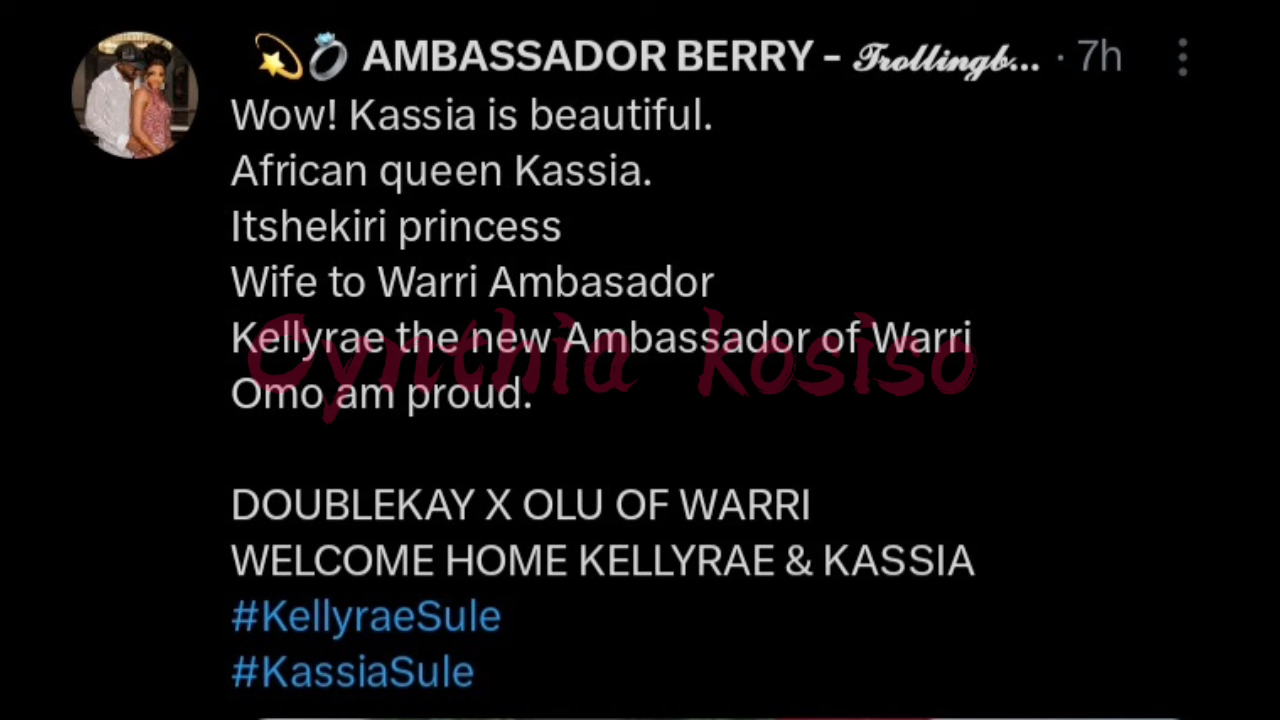 💫💍 AMBASSADOR BERRY - 𝓣𝓻𝓸𝓵𝓵𝓲𝓷𝓰𝓫... · 7h
Wow! Kassia is beautiful.
African queen Kassia.
Itshekiri princess
Wife to Warri Ambasador
Kellyrae the new Ambassador of Warri
Cynthia kosiso
Omo am proud.
DOUBLEKAY X OLU OF WARRI
WELCOME HOME KELLYRAE & KASSIA
#KellyraeSule
#KassiaSule